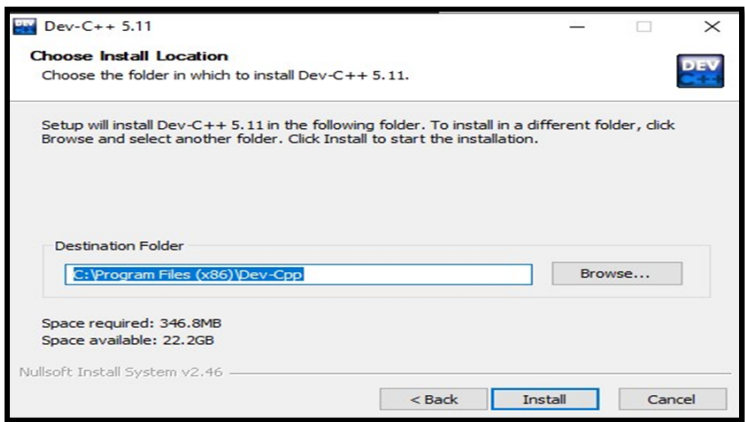 Dev-C++ 5.11
Choose Install Location
Choose the folder in which to install Dev-C++ 5.11.
DEV
C++
Setup will install Dev-C++ 5.11 in the following folder. To install in a different folder, click
Browse and select another folder. Click Install to start the installation.
Destination Folder
C:\Program Files (x86)\Dev-Cpp
Browse...
Space required: 346.8MB
Space available: 22.2GB
Nullsoft Install System v2.46
< Back Install Cancel